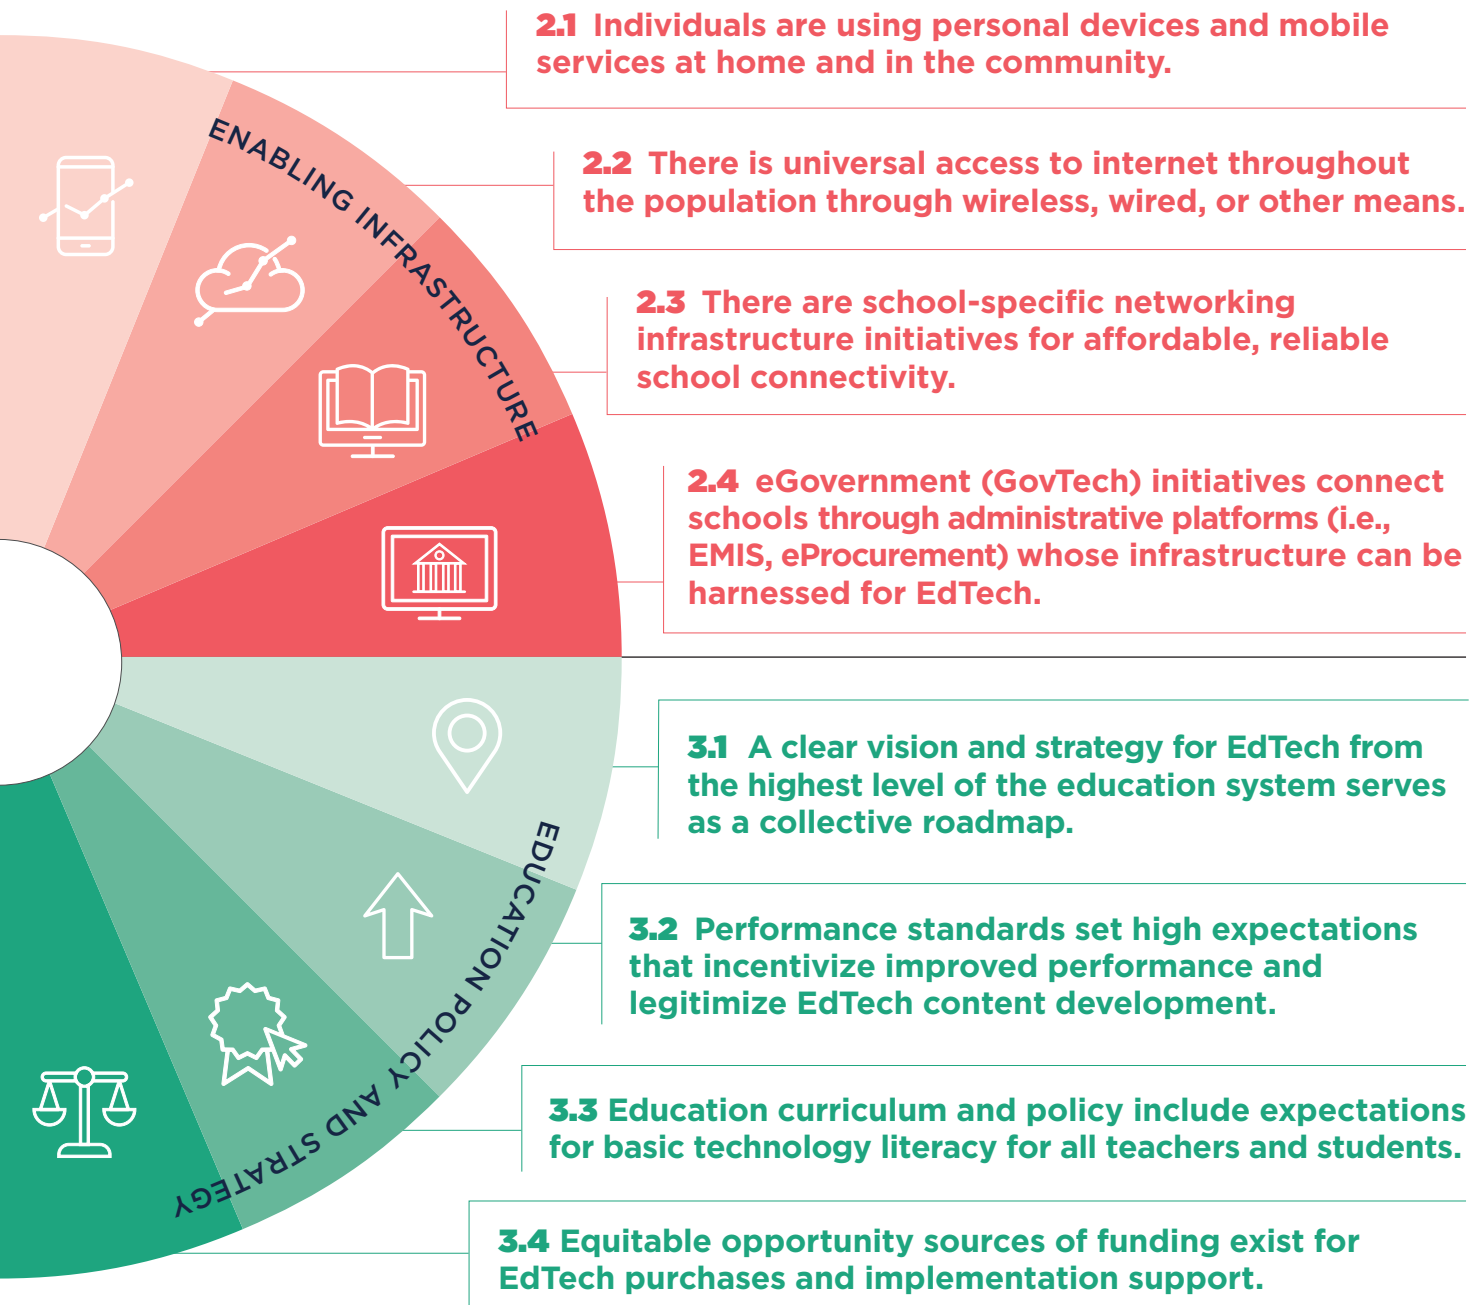 2.1 Individuals are using personal devices and mobile
services at home and in the community.
ENABLING INFRASTRUCTURE
2.2 There is universal access to internet throughout
the population through wireless, wired, or other means.
2.3 There are school-specific networking
infrastructure initiatives for affordable, reliable
school connectivity.
2.4 eGovernment (GovTech) initiatives connect
schools through administrative platforms (i.e.,
EMIS, eProcurement) whose infrastructure can be
harnessed for EdTech.
3.1 A clear vision and strategy for EdTech from
the highest level of the education system serves
as a collective roadmap.
EDUCATION POLICY AND STRATEGY
3.2 Performance standards set high expectations
that incentivize improved performance and
legitimize EdTech content development.
3.3 Education curriculum and policy include expectations
for basic technology literacy for all teachers and students.
3.4 Equitable opportunity sources of funding exist for
EdTech purchases and implementation support.